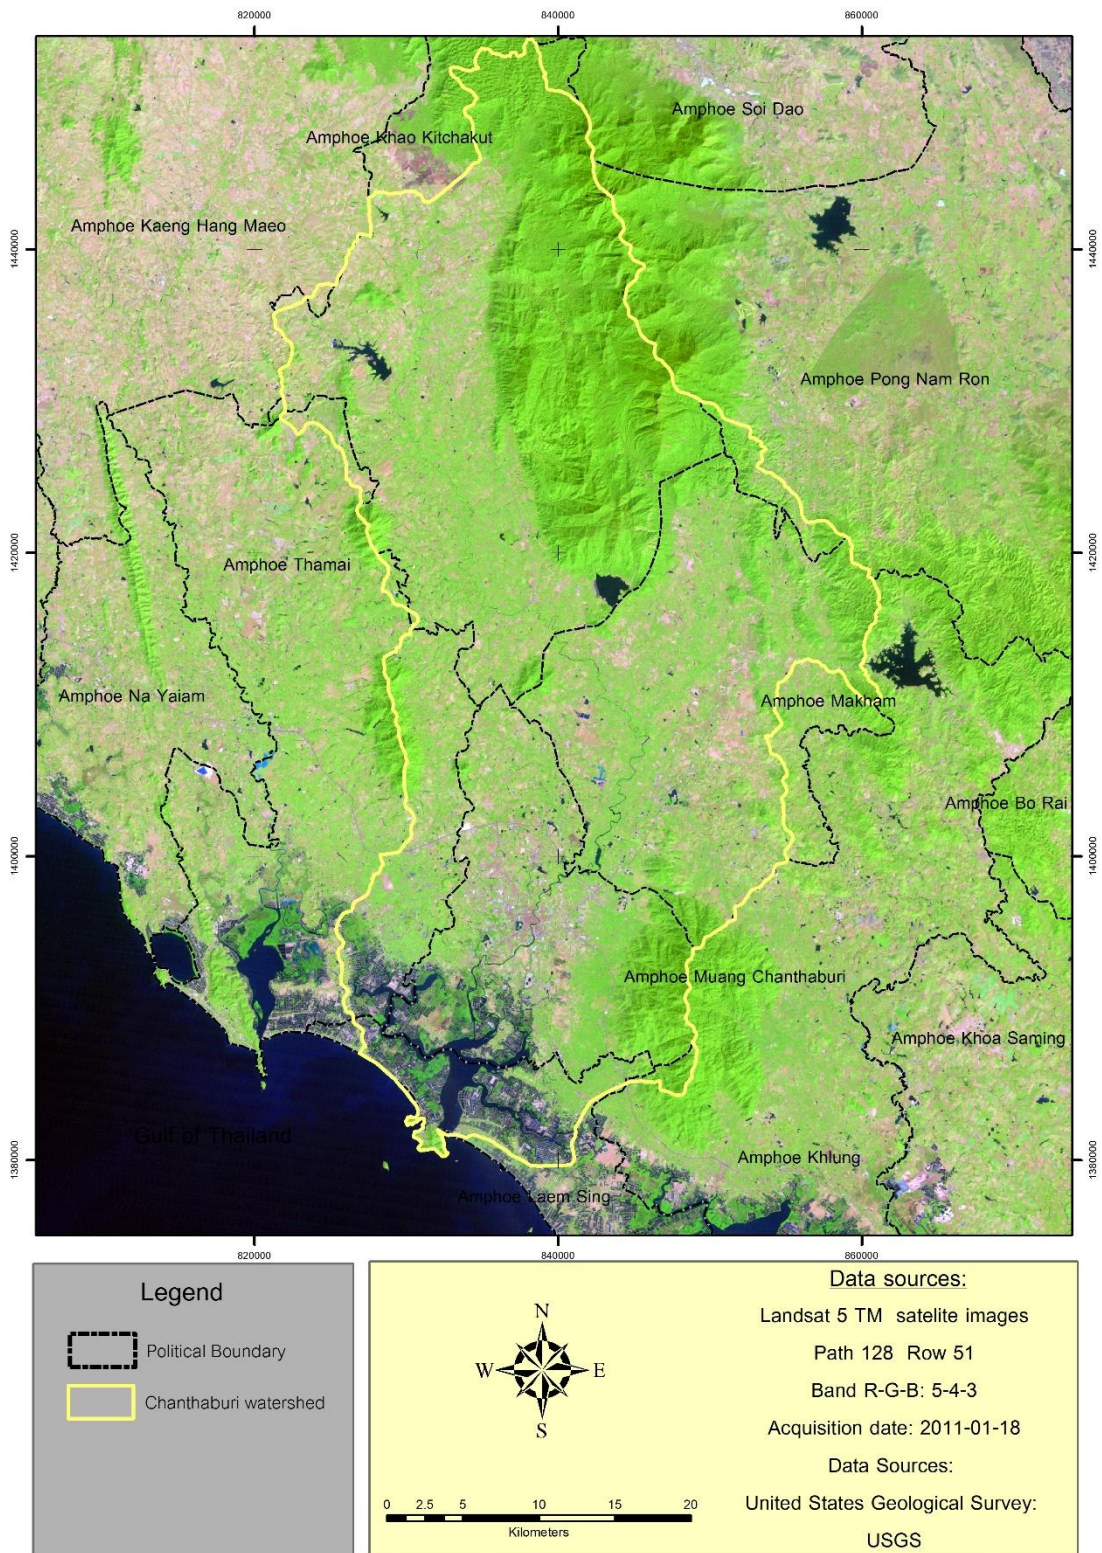 820000
840000
860000
Amphoe Soi Dao
Amphoe Khao Kitchakut
Amphoe Kaeng Hang Maeo
1440000
1440000
Amphoe Pong Nam Ron
1420000
1420000
Amphoe Thamai
Amphoe Na Yaiam
Amphoe Makham
Amphoe Bo Rai
1400000
1400000
Amphoe Muang Chanthaburi
Amphoe Khoa Saming
Gulf of Thailand
1380000
1380000
Amphoe Khlung
Amphoe Laem Sing
820000
840000
860000
Legend
Political Boundary
Chanthaburi watershed
N
W
E
S
0 2.5 5 10 15 20
Kilometers
Data sources:
Landsat 5 TM satelite images
Path 128 Row 51
Band R-G-B: 5-4-3
Acquisition date: 2011-01-18
Data Sources:
United States Geological Survey:
USGS